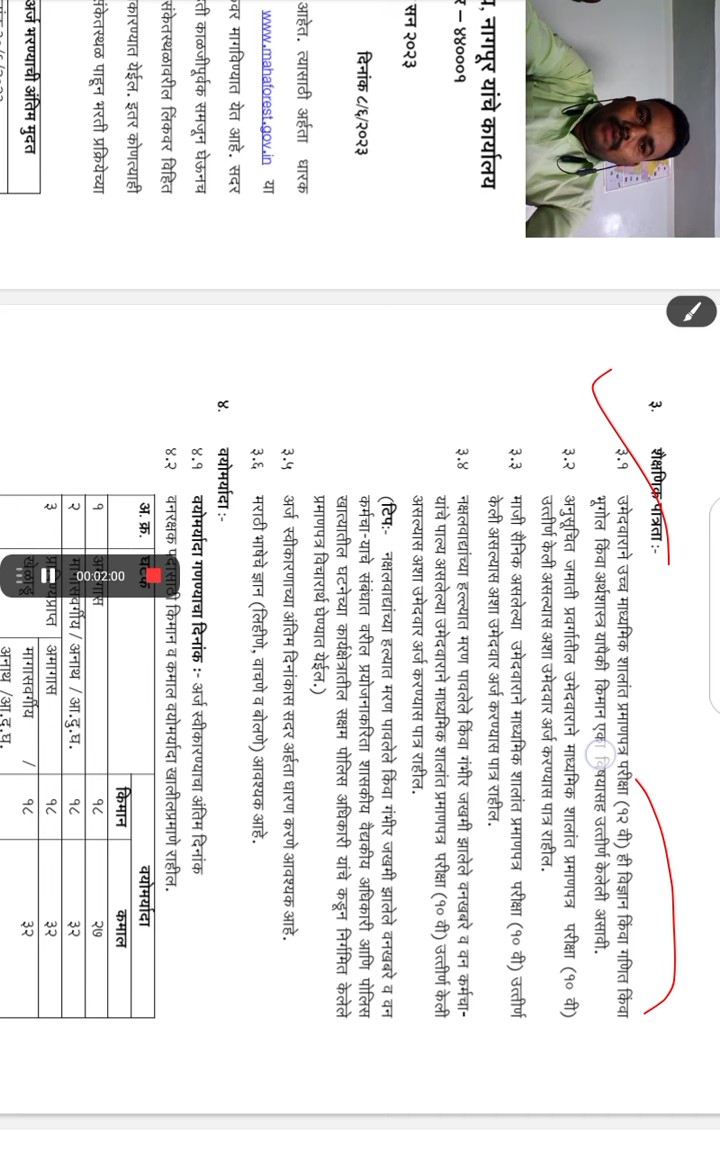 य, नागपूर यांचे कार्यालय
र – ४४०००१
सन २०२३
दिनांक ८/६/२०२३
आहेत. त्यासाठी अर्हता धारक
www.mahaforest.gov.in या
वर मागविण्यात येत आहे. सदर
ती काळजीपूर्वक समजून घेऊनच
संकेतस्थळावरील लिंकवर विहित
कारण्यात येईल. इतर कोणत्याही
संकेतस्थळ पाहून भरती प्रक्रियेच्या
अर्ज भरण्याची अंतिम मुदत
३. शैक्षणिक पात्रता :-
३.१ उमेदवाराने उच्च माध्यमिक शालांत प्रमाणपत्र परीक्षा (१२ वी) ही विज्ञान किंवा गणित किंवा
भूगोल किंवा अर्थशास्त्र यापैकी किमान एका विषयासह उत्तीर्ण केलेली असावी.
३.२ अनुसूचित जमाती प्रवर्गातील उमेदवाराने माध्यमिक शालांत प्रमाणपत्र परीक्षा (१० वी)
उत्तीर्ण केली असल्यास अशा उमेदवार अर्ज करण्यास पात्र राहील.
३.३ माजी सैनिक असलेल्या उमेदवाराने माध्यमिक शालांत प्रमाणपत्र परीक्षा (१० वी) उत्तीर्ण
केली असल्यास अशा उमेदवार अर्ज करण्यास पात्र राहील.
३.४ नक्षलवाद्यांच्या हल्ल्यात मरण पावलेले किंवा गंभीर जखमी झालेले वनखबरे व वन कर्मचा-
यांचे पाल्य असलेल्या उमेदवाराने माध्यमिक शालांत प्रमाणपत्र परीक्षा (१० वी) उत्तीर्ण केली
असल्यास अशा उमेदवार अर्ज करण्यास पात्र राहील.
(टिप:- नक्षलवाद्यांच्या हल्यात मरण पावलेले किंवा गंभीर जखमी झालेले वनखबरे व वन
कर्मचा-याचे संबंधात वरील प्रयोजनाकरिता शासकीय वैद्यकीय अधिकारी आणि पोलिस
खात्यातील घटनेच्या कार्यक्षेत्रातील सक्षम पोलिस अधिकारी यांचे कडून निर्गमित केलेले
प्रमाणपत्र विचारार्थ घेण्यात येईल.)
३.५ अर्ज स्वीकारणाच्या अंतिम दिनांकास सदर अर्हता धारण करणे आवश्यक आहे.
३.६ मराठी भाषेचे ज्ञान (लिहीणे, वाचणे व बोलणे) आवश्यक आहे.
४. वयोमर्यादा :-
४.१ वयोमर्यादा गणण्याचा दिनांक :- अर्ज स्वीकारण्याचा अंतिम दिनांक
४.२ वनरक्षक पदासाठी किमान व कमाल वयोमर्यादा खालीलप्रमाणे राहील.
अ. क्र. घटक वयोमर्यादा
किमान कमाल
१ अमागास १८ २७
२ मागासवर्गीय / अनाथ / आ.दु.घ. १८ ३२
३ अमागास १८ ३२
मागासवर्गीय / १८ ३२
अनाथ /आ.दु.घ.
00:02:00